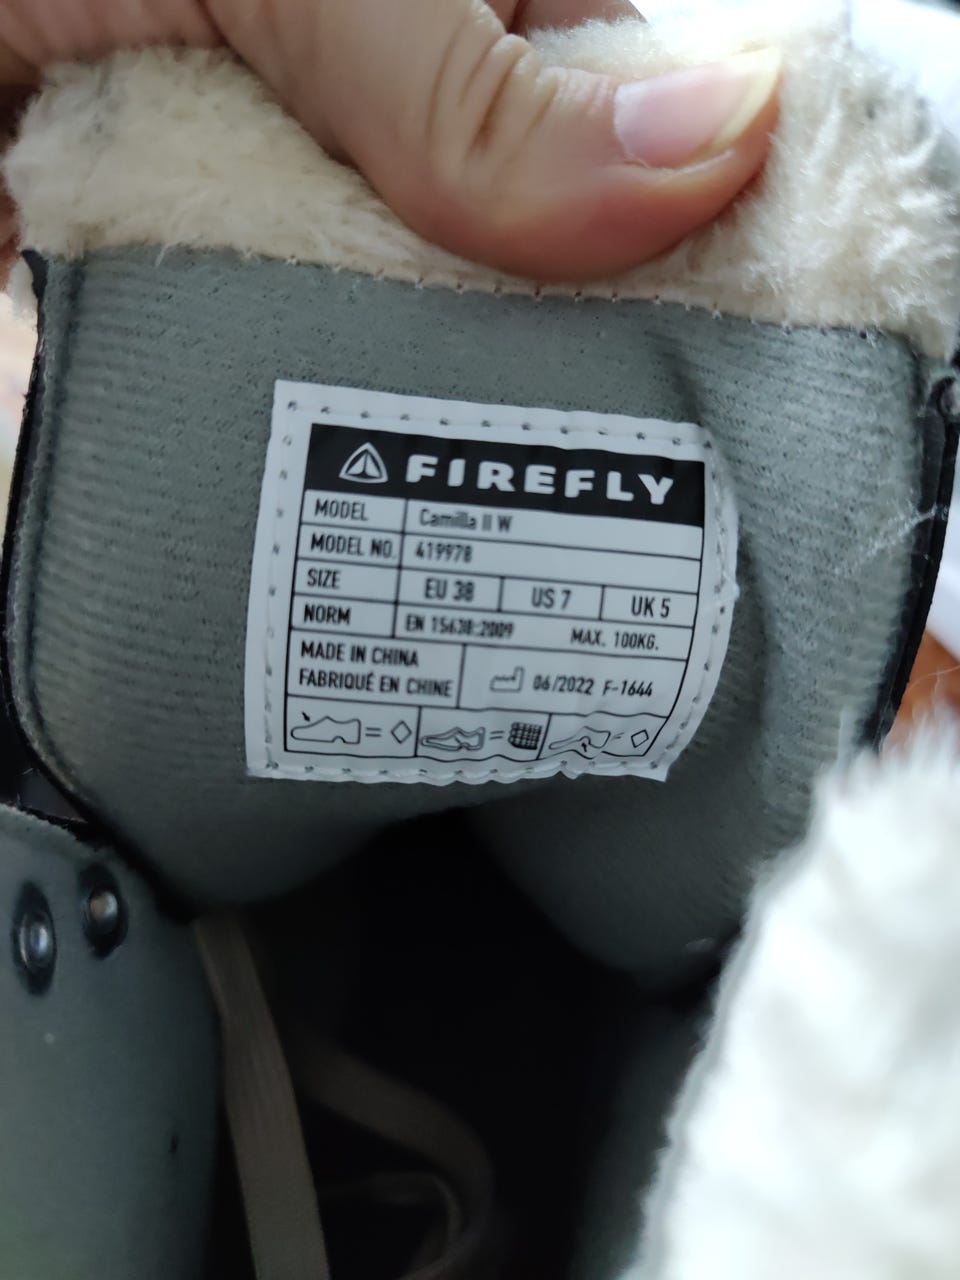 FIREFLY
MODEL Camilla II W
MODEL NO. 419978
SIZE EU 38 US 7 UK 5
NORM EN 15638:2009 MAX. 100KG.
MADE IN CHINA
FABRIQUÉ EN CHINE 06/2022 F-1644
= = =